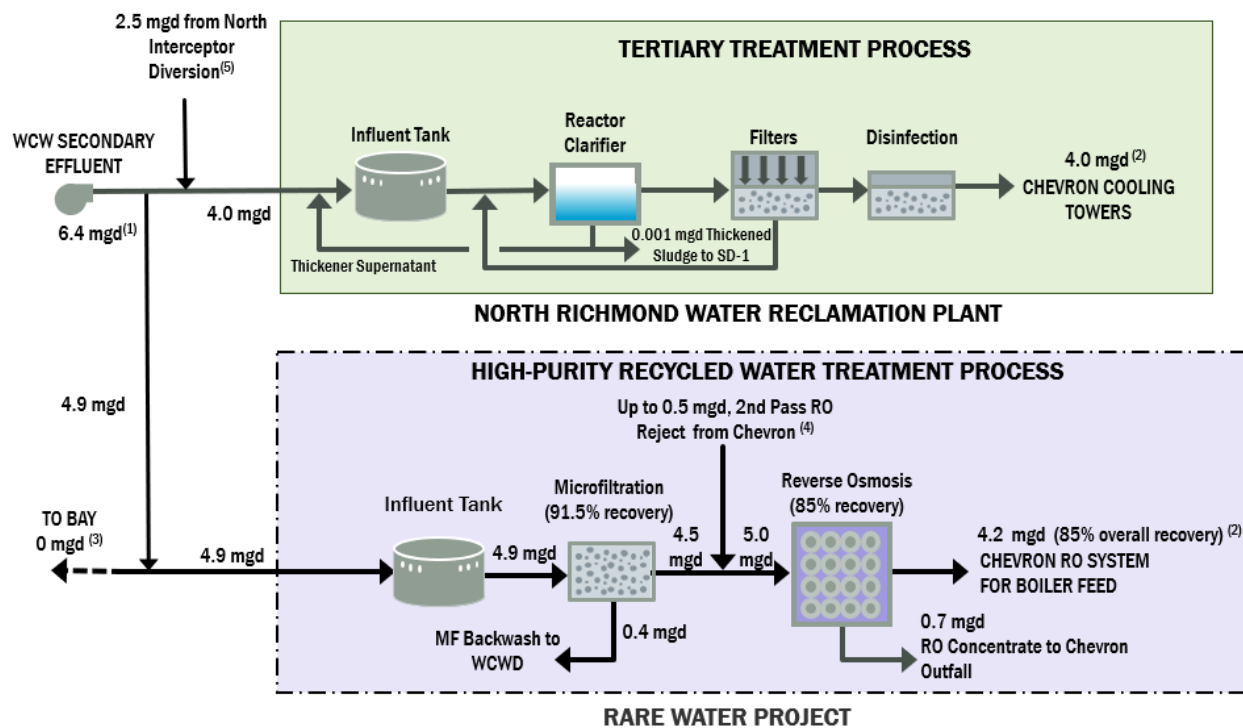 2.5 mgd from North
Interceptor
Diversion(5)
TERTIARY TREATMENT PROCESS
WCW SECONDARY
EFFLUENT
6.4 mgd(1)
4.0 mgd
Influent Tank
Reactor
Clarifier
Filters
Disinfection
4.0 mgd (2)
CHEVRON COOLING
TOWERS
Thickener Supernatant
0.001 mgd Thickened
Sludge to SD-1
NORTH RICHMOND WATER RECLAMATION PLANT
4.9 mgd
HIGH-PURITY RECYCLED WATER TREATMENT PROCESS
Up to 0.5 mgd, 2nd Pass RO
Reject from Chevron (4)
TO BAY
0 mgd (3)
4.9 mgd
Influent Tank
4.9 mgd
Microfiltration
(91.5% recovery)
4.5
mgd
5.0
mgd
Reverse Osmosis
(85% recovery)
4.2 mgd (85% overall recovery) (2)
CHEVRON RO SYSTEM
FOR BOILER FEED
MF Backwash to
WCWD
0.4 mgd
0.7 mgd
RO Concentrate to Chevron
Outfall
RARE WATER PROJECT